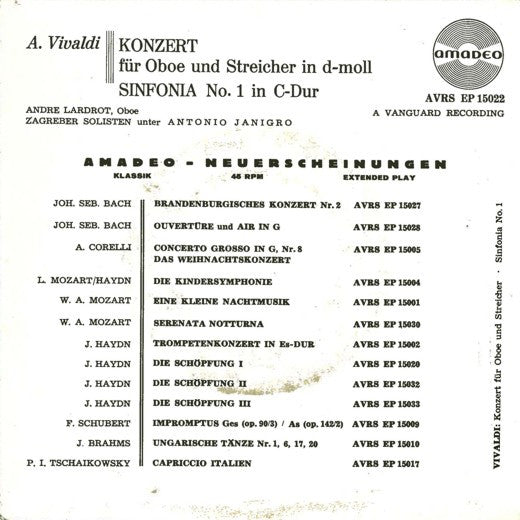 A. Vivaldi
KONZERT
für Oboe und Streicher in d-moll
SINFONIA No. 1 in C-Dur
amadeo
AVRS EP 15022
ANDRE LARDROT, Oboe
ZAGREBER SOLISTEN unter ANTONIO JANIGRO
A VANGUARD RECORDING
AMADEO - NEUERSCHEINUNGEN
KLASSIK 45 RPM EXTENDED PLAY
JOH. SEB. BACH BRANDENBURGISCHES KONZERT Nr. 2 AVRS EP 15027
JOH. SEB. BACH OUVERTÜRE und AIR IN G AVRS EP 15028
A. CORELLI CONCERTO GROSSO IN G, Nr. 8 AVRS EP 15005
DAS WEIHNACHTSKONZERT
L. MOZART/HAYDN DIE KINDERSYMPHONIE AVRS EP 15004
W. A. MOZART EINE KLEINE NACHTMUSIK AVRS EP 15001
W. A. MOZART SERENATA NOTTURNA AVRS EP 15030
J. HAYDN TROMPETENKONZERT IN Es-DUR AVRS EP 15002
J. HAYDN DIE SCHÖPFUNG I AVRS EP 15020
J. HAYDN DIE SCHÖPFUNG II AVRS EP 15032
J. HAYDN DIE SCHÖPFUNG III AVRS EP 15033
F. SCHUBERT IMPROMPTUS Ges (op. 90/3) / As (op. 142/2) AVRS EP 15009
J. BRAHMS UNGARISCHE TÄNZE Nr. 1, 6, 17, 20 AVRS EP 15010
P. I. TSCHAIKOWSKY CAPRICCIO ITALIEN AVRS EP 15017
VIVALDI: Konzert für Oboe und Streicher · Sinfonia No. 1